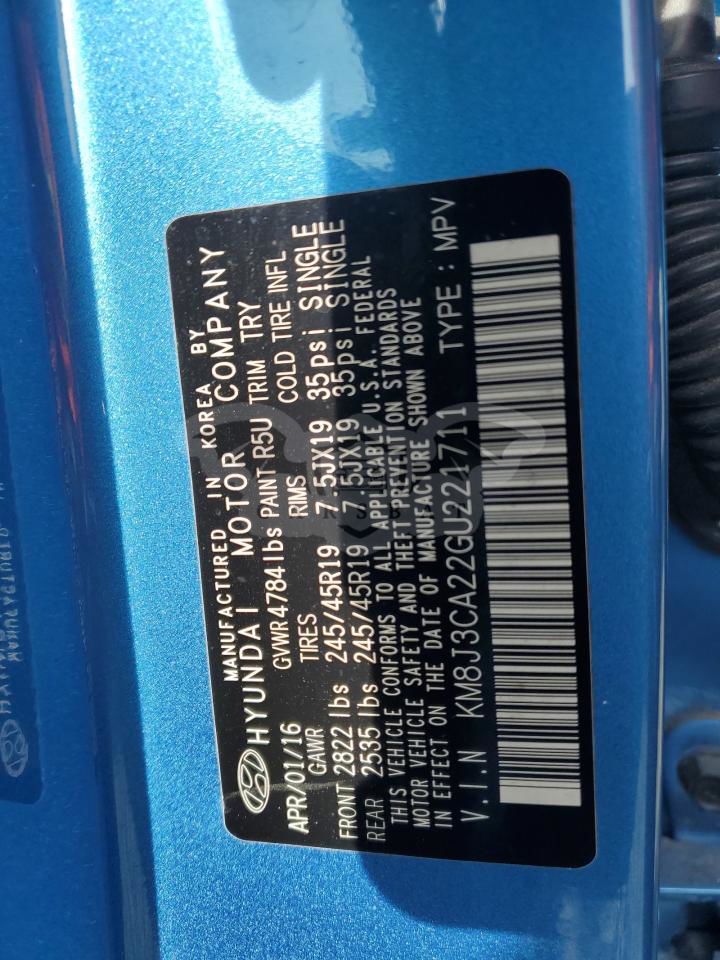 MANUFACTURED IN KOREA BY
HYUNDAI MOTOR COMPANY
APR/01/16 GVWR 4784 lbs PAINT R5U TRIM TRY
GAWR TIRES RIMS COLD TIRE INFL
FRONT 2822 lbs 245/45R19 7.5JX19 35psi SINGLE
REAR 2535 lbs 245/45R19 7.5JX19 35psi SINGLE
THIS VEHICLE CONFORMS TO ALL APPLICABLE U.S.A. FEDERAL
MOTOR VEHICLE SAFETY AND THEFT PREVENTION STANDARDS
IN EFFECT ON THE DATE OF MANUFACTURE SHOWN ABOVE
V.I.N KM8J3CA22GU224711 TYPE : MPV